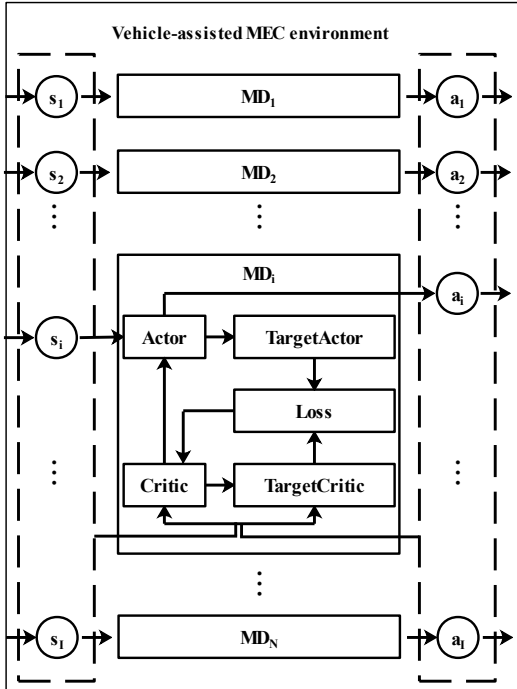 Vehicle-assisted MEC environment
s1 MD1 a1
s2 MD2 a2
⋮ ⋮ ⋮
MDi
ai
si Actor TargetActor
Loss
⋮ ⋮
Critic TargetCritic
⋮
sI MDN aI